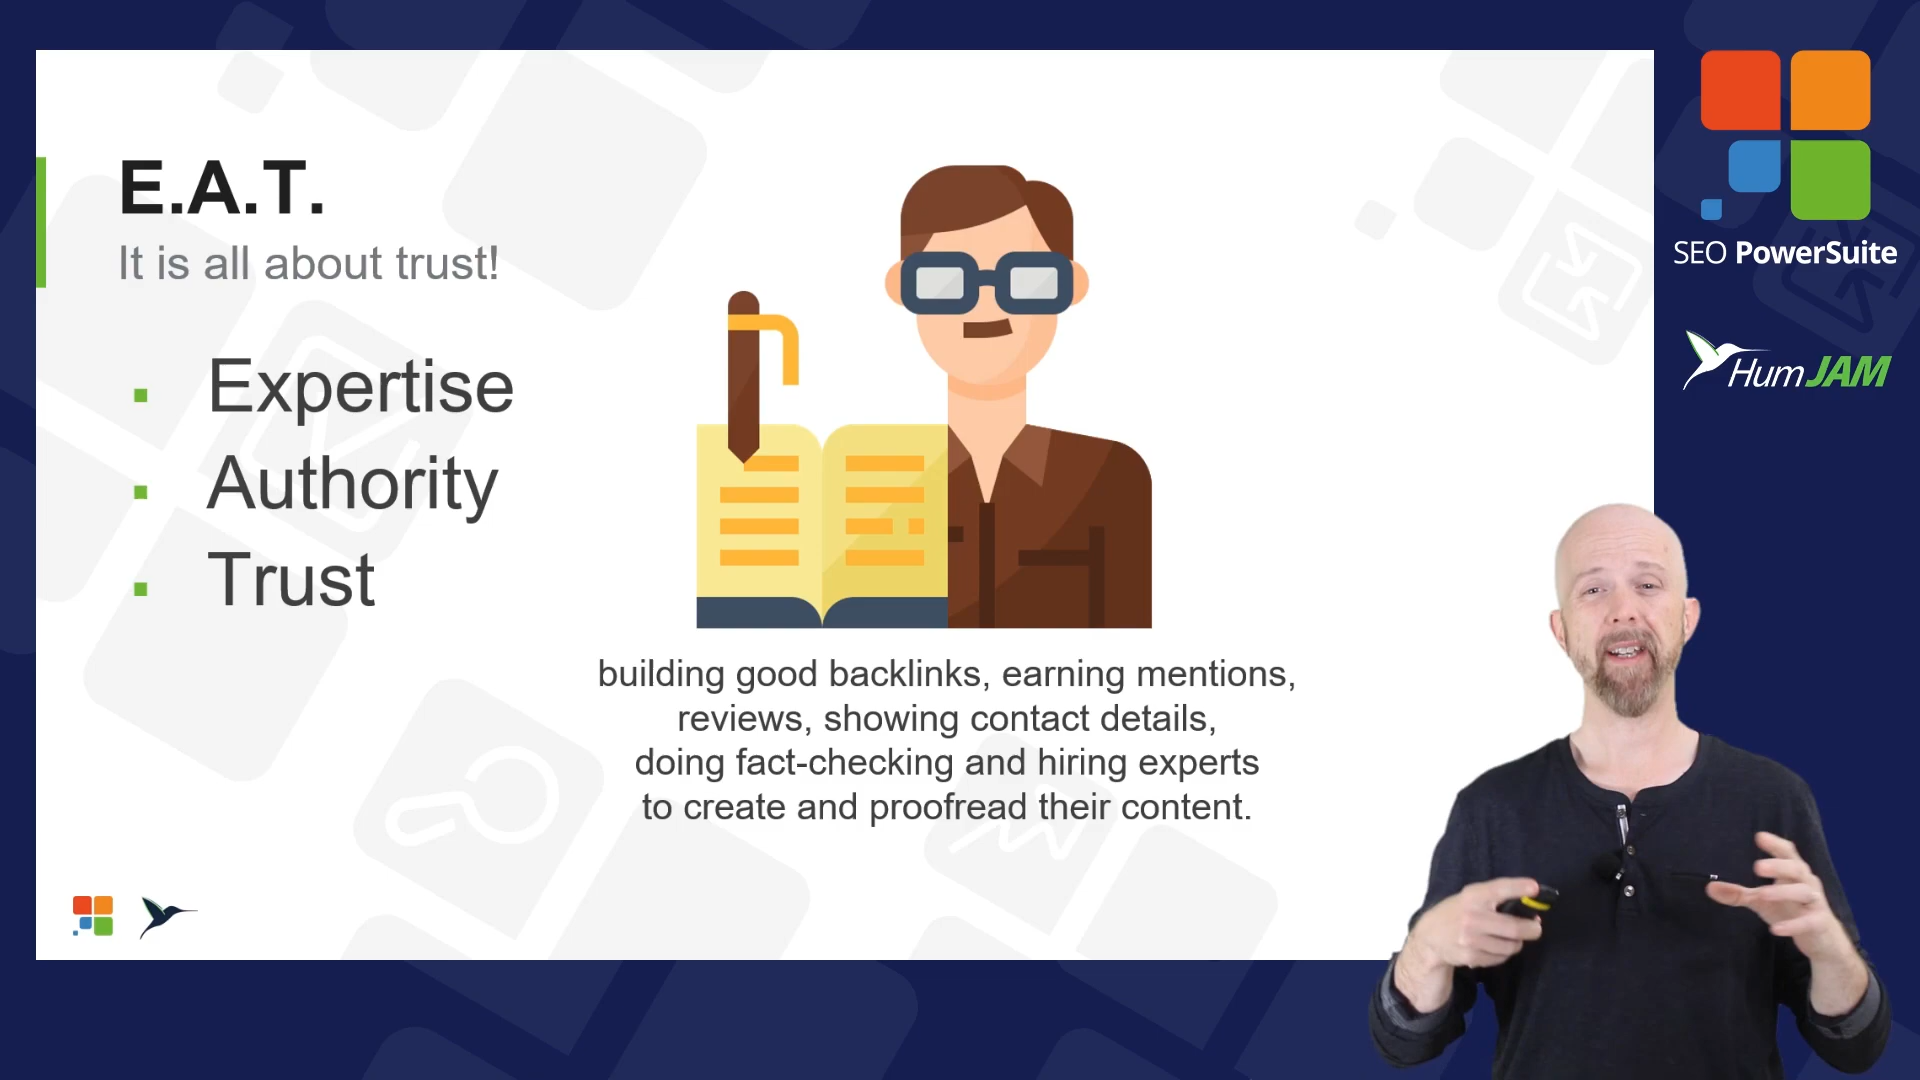 E.A.T.
It is all about trust!
Expertise
Authority
Trust
building good backlinks, earning mentions,
reviews, showing contact details,
doing fact-checking and hiring experts
to create and proofread their content.
SEO PowerSuite
HumJAM